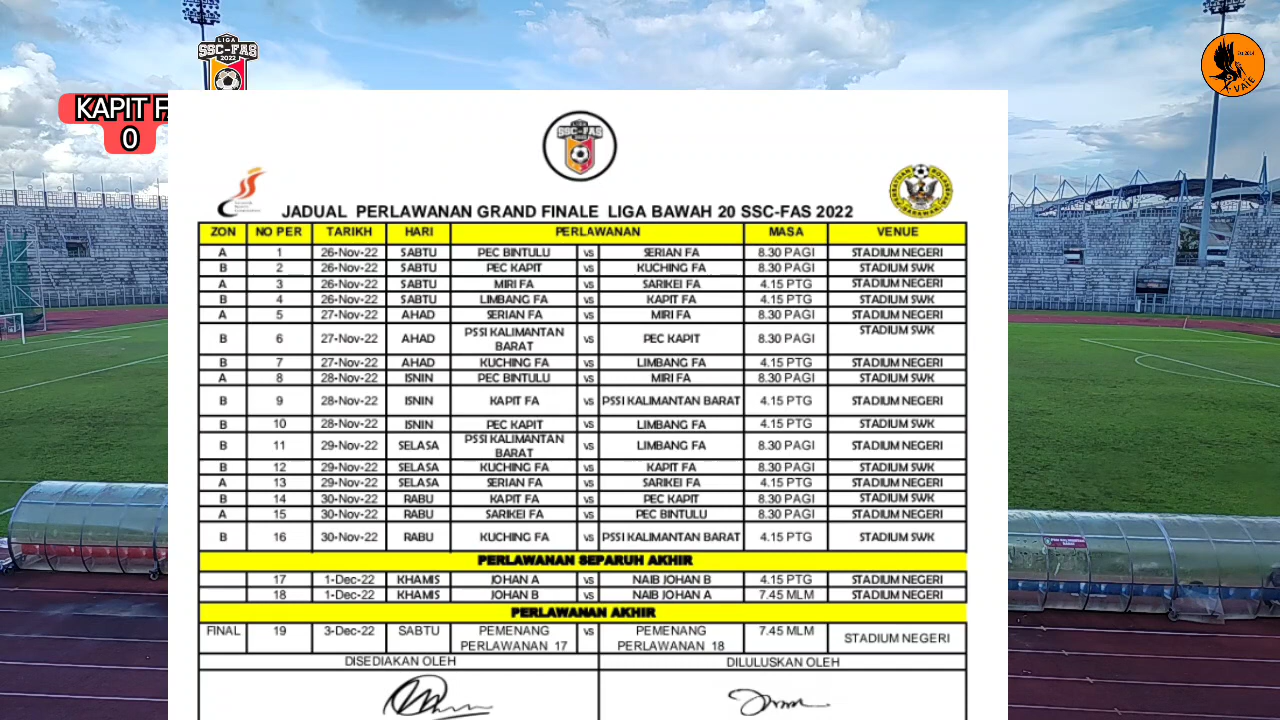 LIGA
SSC-FAS
2022
VAIE
KAPIT F
0
LIGA
SSC-FAS
JADUAL PERLAWANAN GRAND FINALE LIGA BAWAH 20 SSC-FAS 2022
ZON NO PER TARIKH HARI PERLAWANAN MASA VENUE
A 1 26-Nov-22 SABTU PEC BINTULU vs SERIAN FA 8.30 PAGI STADIUM NEGERI
B 2 26-Nov-22 SABTU PEC KAPIT vs KUCHING FA 8.30 PAGI STADIUM SWK
A 3 26-Nov-22 SABTU MIRI FA vs SARIKEI FA 4.15 PTG STADIUM NEGERI
B 4 26-Nov-22 SABTU LIMBANG FA vs KAPIT FA 4.15 PTG STADIUM SWK
A 5 27-Nov-22 AHAD SERIAN FA vs MIRI FA 8.30 PAGI STADIUM NEGERI
B 6 27-Nov-22 AHAD PSSI KALIMANTAN BARAT vs PEC KAPIT 8.30 PAGI STADIUM SWK
B 7 27-Nov-22 AHAD KUCHING FA vs LIMBANG FA 4.15 PTG STADIUM NEGERI
A 8 28-Nov-22 ISNIN PEC BINTULU vs MIRI FA 8.30 PAGI STADIUM SWK
B 9 28-Nov-22 ISNIN KAPIT FA vs PSSI KALIMANTAN BARAT 4.15 PTG STADIUM NEGERI
B 10 28-Nov-22 ISNIN PEC KAPIT vs LIMBANG FA 4.15 PTG STADIUM SWK
B 11 29-Nov-22 SELASA PSSI KALIMANTAN BARAT vs LIMBANG FA 8.30 PAGI STADIUM NEGERI
B 12 29-Nov-22 SELASA KUCHING FA vs KAPIT FA 8.30 PAGI STADIUM SWK
A 13 29-Nov-22 SELASA SERIAN FA vs SARIKEI FA 4.15 PTG STADIUM NEGERI
B 14 30-Nov-22 RABU KAPIT FA vs PEC KAPIT 8.30 PAGI STADIUM SWK
A 15 30-Nov-22 RABU SARIKEI FA vs PEC BINTULU 8.30 PAGI STADIUM NEGERI
B 16 30-Nov-22 RABU KUCHING FA vs PSSI KALIMANTAN BARAT 4.15 PTG STADIUM SWK
PERLAWANAN SEPARUH AKHIR
17 1-Dec-22 KHAMIS JOHAN A vs NAIB JOHAN B 4.15 PTG STADIUM NEGERI
18 1-Dec-22 KHAMIS JOHAN B vs NAIB JOHAN A 7.45 MLM STADIUM NEGERI
PERLAWANAN AKHIR
FINAL 19 3-Dec-22 SABTU PEMENANG PERLAWANAN 17 vs PEMENANG PERLAWANAN 18 7.45 MLM STADIUM NEGERI
DISEDIAKAN OLEH DILULUSKAN OLEH